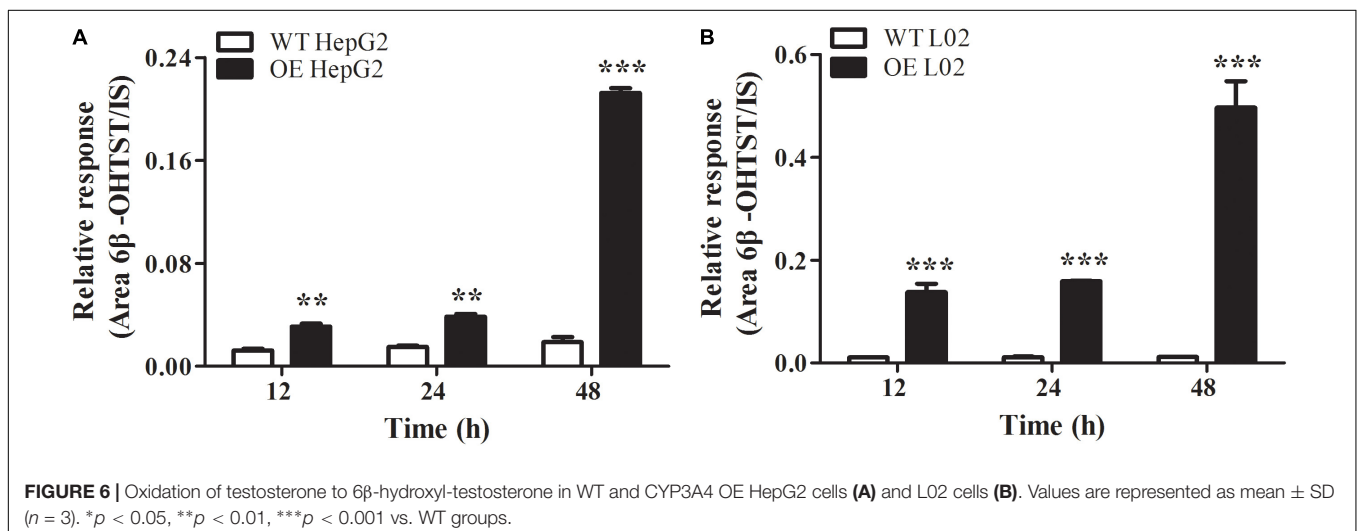 A
WT HepG2
OE HepG2
Relative response
(Area 6β -OHTST/IS)
0.24
0.16
0.08
0.00
**
**
***
12
24
48
Time (h)
B
WT L02
OE L02
Relative response
(Area 6β -OHTST/IS)
0.6
0.4
0.2
0.0
***
***
***
12
24
48
Time (h)
FIGURE 6 | Oxidation of testosterone to 6β-hydroxyl-testosterone in WT and CYP3A4 OE HepG2 cells (A) and L02 cells (B). Values are represented as mean ± SD
(n = 3). *p < 0.05, **p < 0.01, ***p < 0.001 vs. WT groups.